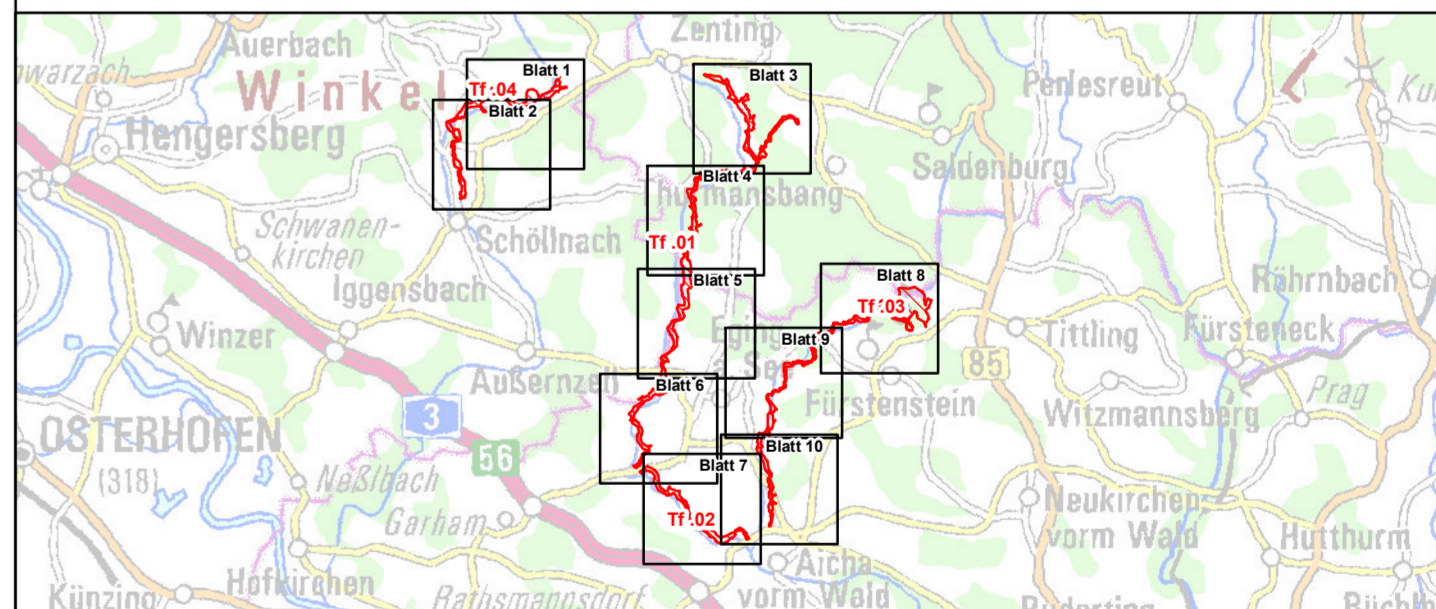 Auerbach
Zenting
Blatt 1
Blatt 3
Tf .04
Winkel
Perlesreut
Blatt 2
Hengersberg
Saldenburg
Blatt 4
Thurmansbang
Schwanen-
kirchen
Schöllnach
Tf .01
Blatt 5
Blatt 8
Röhrnbach
Iggensbach
Tf .03
Winzer
Tittling
Fürsteneck
Blatt 9
85
Außernzell
Blatt 6
Fürstenstein
Prag
3
Witzmannsberg
OSTERHOFEN
(318)
56
Blatt 10
Blatt 7
Neßlbach
Garham
Tf .02
Neukirchen
vorm Wald
Hutthurm
Aicha
vorm Wald
Hofkirchen
Künzing
Rathsmannsdorf
Ruderting